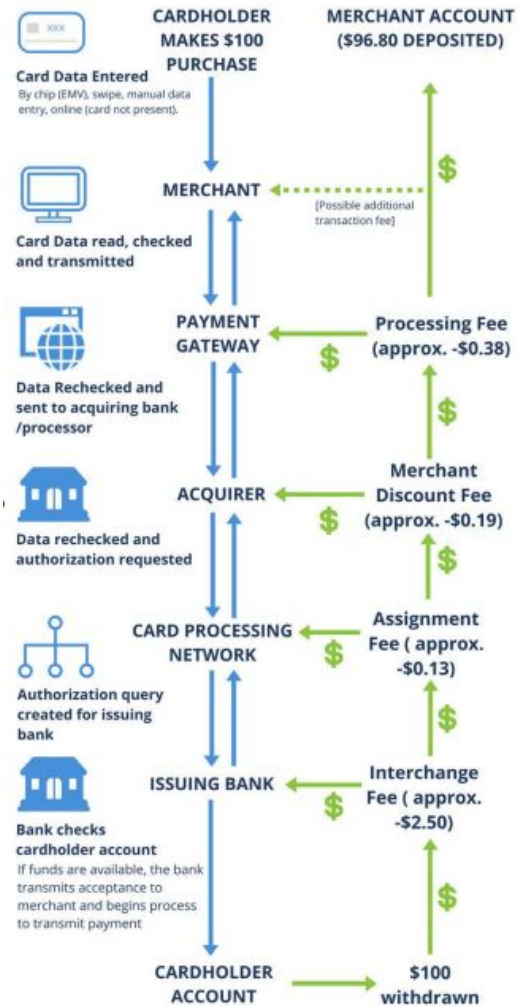 CARDHOLDER
MAKES $100
PURCHASE
MERCHANT ACCOUNT
($96.80 DEPOSITED)
XXX
Card Data Entered
By chip (EMV), swipe, manual data
entry, online (card not present).
MERCHANT
$
[Possible additional
transaction fee]
Card Data read, checked
and transmitted
PAYMENT
GATEWAY
$
Processing Fee
(approx. -$0.38)
Data Rechecked and
sent to acquiring bank
/processor
$
ACQUIRER
$
Merchant
Discount Fee
(approx. -$0.19)
Data rechecked and
authorization requested
$
CARD PROCESSING
NETWORK
$
Assignment
Fee ( approx.
-$0.13)
Authorization query
created for issuing
bank
$
ISSUING BANK
$
Interchange
Fee ( approx.
-$2.50)
Bank checks
cardholder account
If funds are available, the bank
transmits acceptance to
merchant and begins process
to transmit payment
$
CARDHOLDER
ACCOUNT
$100
withdrawn